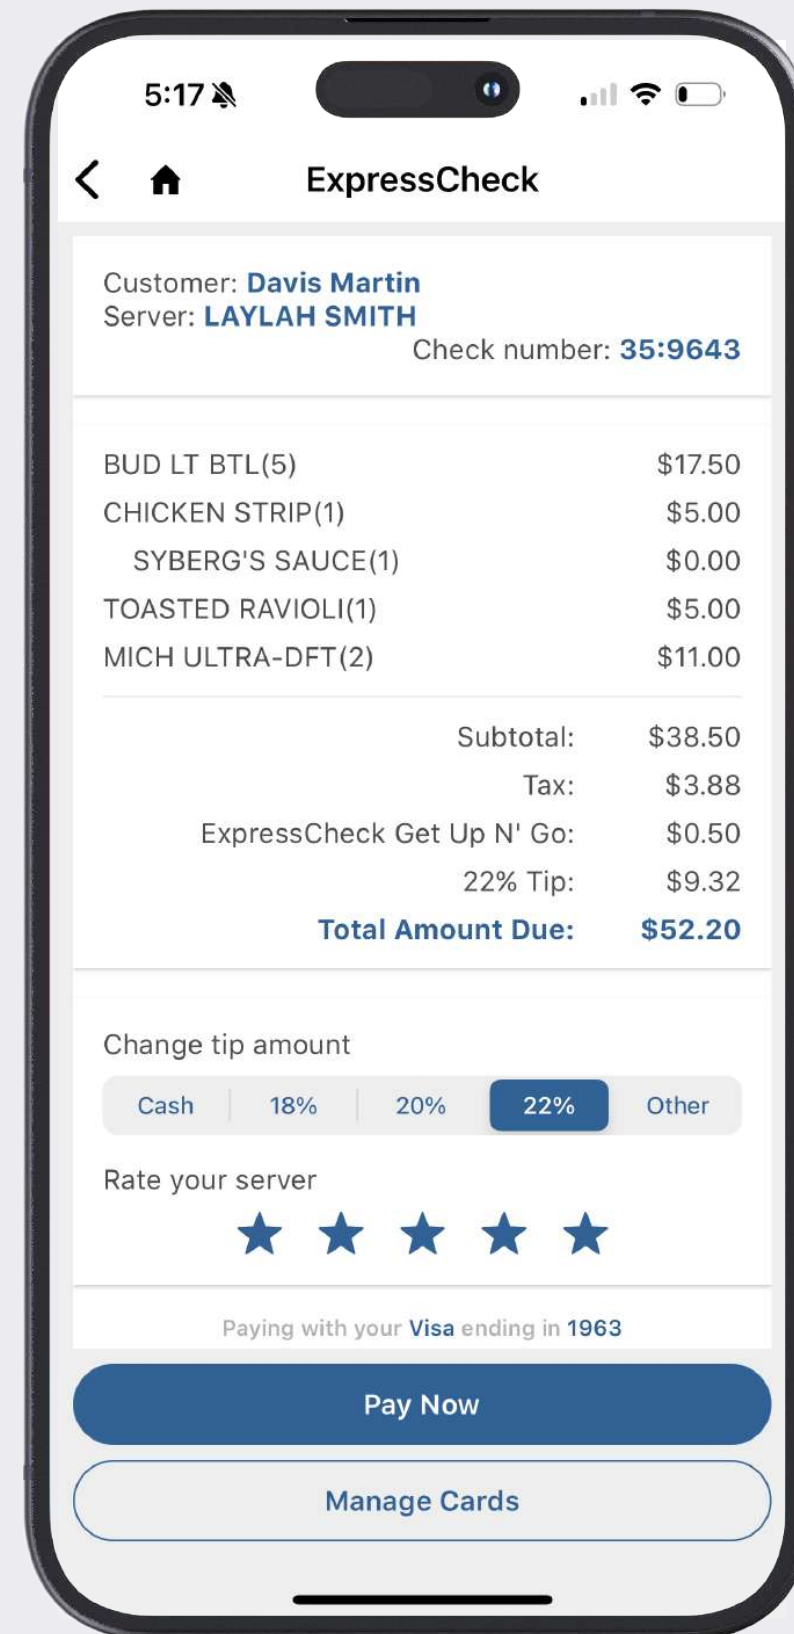 5:17
ExpressCheck
Customer: Davis Martin
Server: LAYLAH SMITH
Check number: 35:9643
BUD LT BTL(5) $17.50
CHICKEN STRIP(1) $5.00
SYBERG'S SAUCE(1) $0.00
TOASTED RAVIOLI(1) $5.00
MICH ULTRA-DFT(2) $11.00
Subtotal: $38.50
Tax: $3.88
ExpressCheck Get Up N' Go: $0.50
22% Tip: $9.32
Total Amount Due: $52.20
Change tip amount
Cash 18% 20% 22% Other
Rate your server
Paying with your Visa ending in 1963
Pay Now
Manage Cards